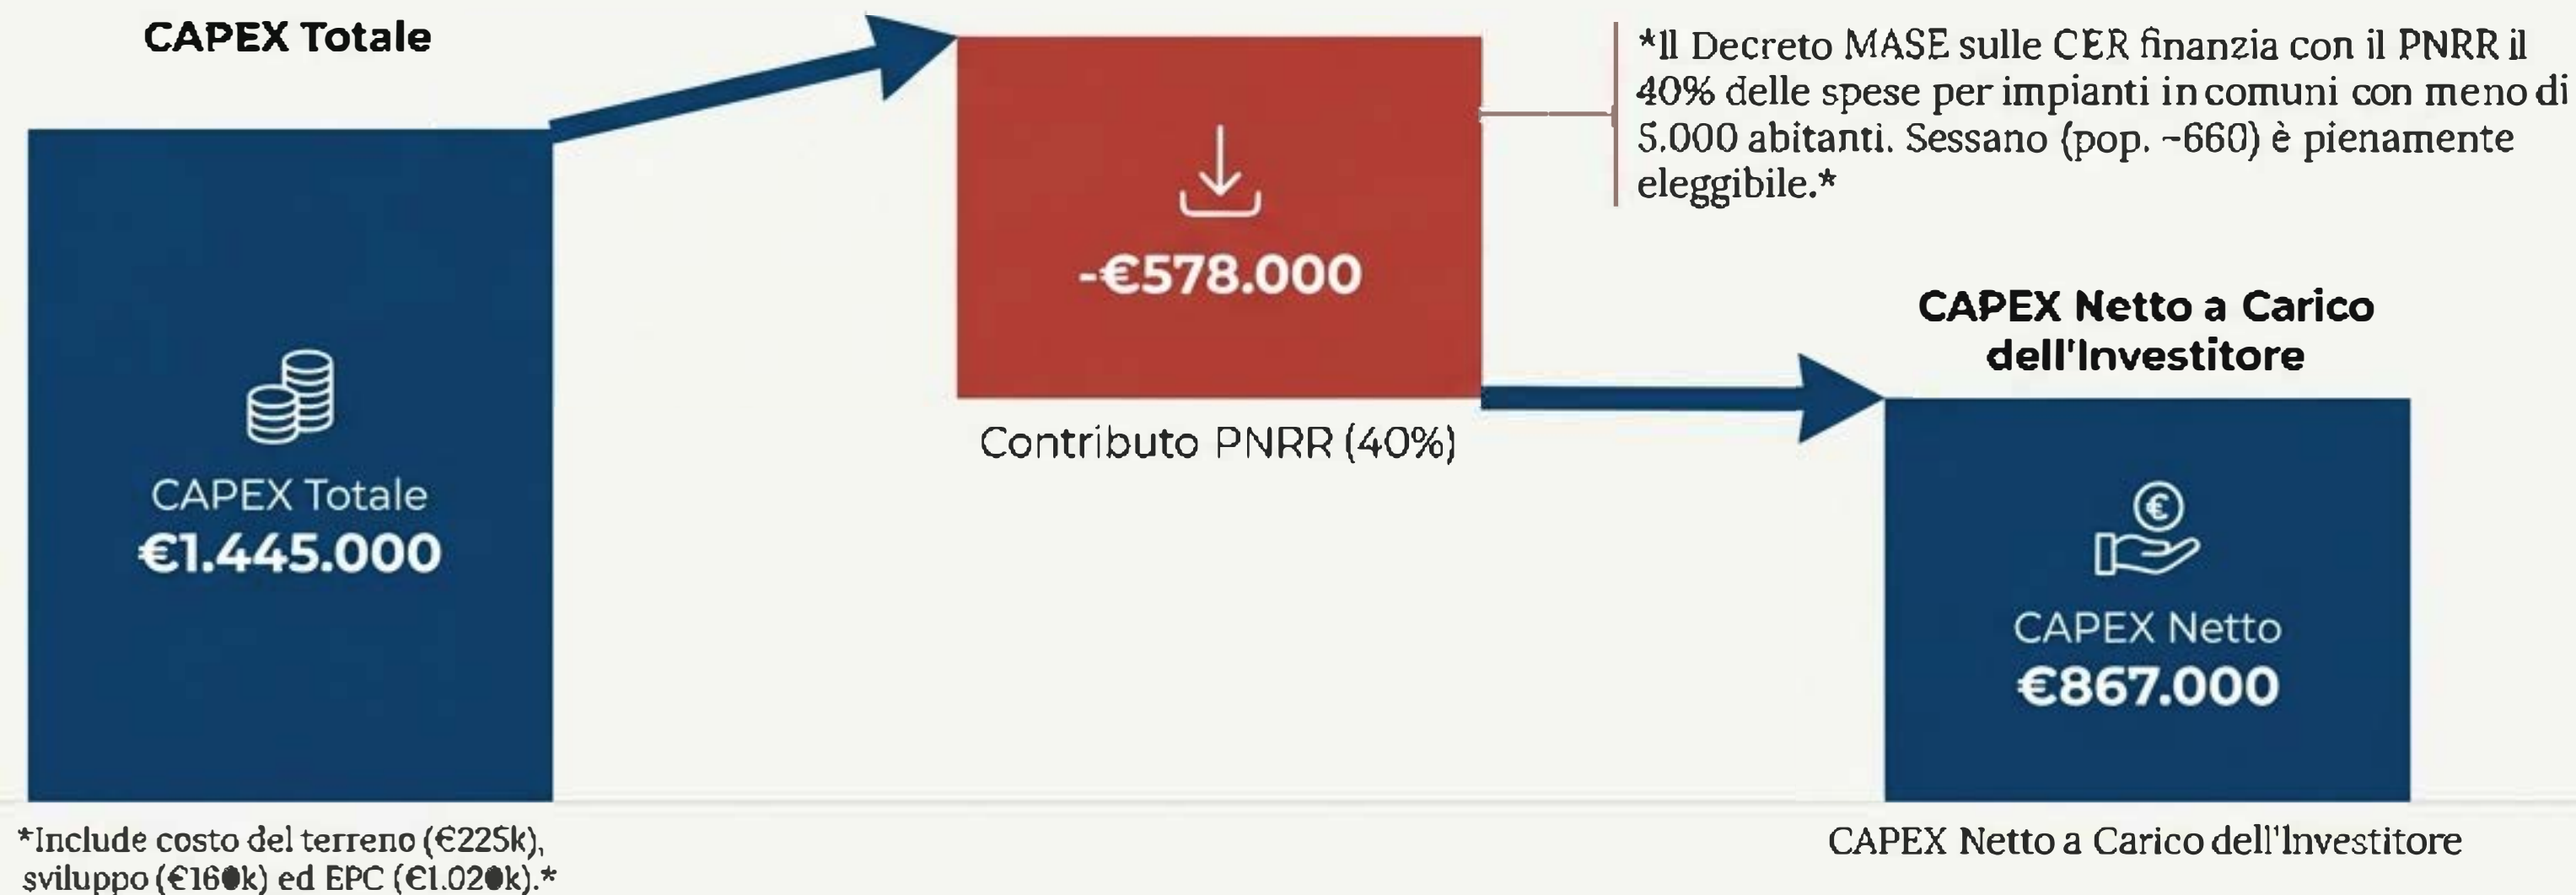 CAPEX Totale
CAPEX Totale
€1.445.000
*Include costo del terreno (€225k),
sviluppo (€160k) ed EPC (€1.020k).*
-€578.000
Contributo PNRR (40%)
*Il Decreto MASE sulle CER finanzia con il PNRR il
40% delle spese per impianti in comuni con meno di
5.000 abitanti. Sessano (pop. ~660) è pienamente
eleggibile.*
CAPEX Netto a Carico
dell'Investitore
CAPEX Netto
€867.000
CAPEX Netto a Carico dell'Investitore